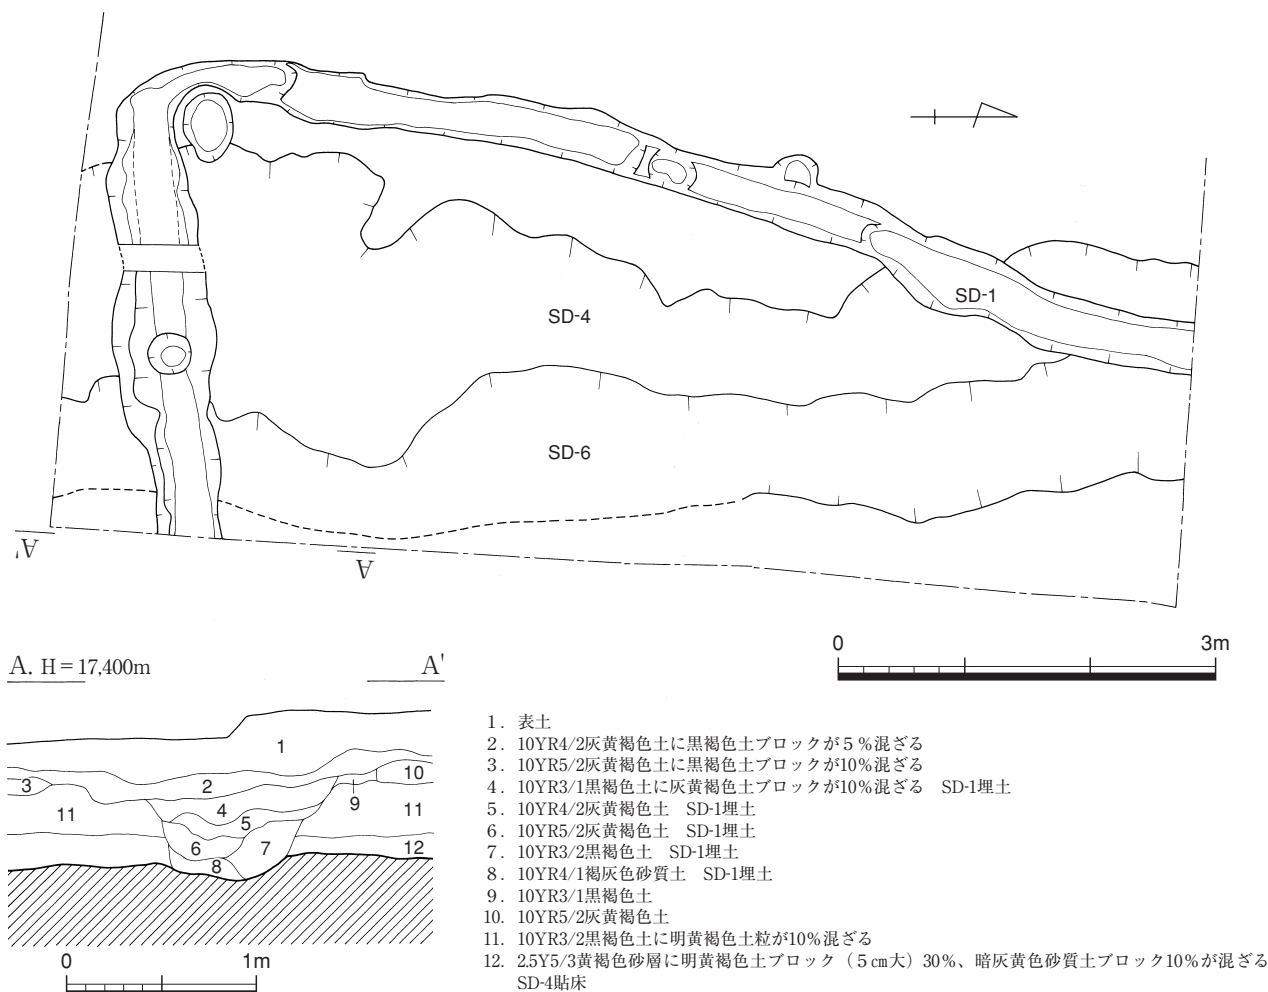 SD-1
SD-4
SD-6
A'
A
0 3m
A. H＝17,400m A'
1
2
3
10
4
9
11
11
5
6
7
12
8
0 1m
1. 表土
2. 10YR4/2灰黄褐色土に黒褐色土ブロックが５％混ざる
3. 10YR5/2灰黄褐色土に黒褐色土ブロックが10％混ざる
4. 10YR3/1黒褐色土に灰黄褐色土ブロックが10％混ざる　SD-1埋土
5. 10YR4/2灰黄褐色土　SD-1埋土
6. 10YR5/2灰黄褐色土　SD-1埋土
7. 10YR3/2黒褐色土　SD-1埋土
8. 10YR4/1褐灰色砂質土　SD-1埋土
9. 10YR3/1黒褐色土
10. 10YR5/2灰黄褐色土
11. 10YR3/2黒褐色土に明黄褐色土粒が10％混ざる
12. 2.5Y5/3黄褐色砂層に明黄褐色土ブロック（５㎝大）30％、暗灰黄色砂質土ブロック10％が混ざる
SD-4貼床